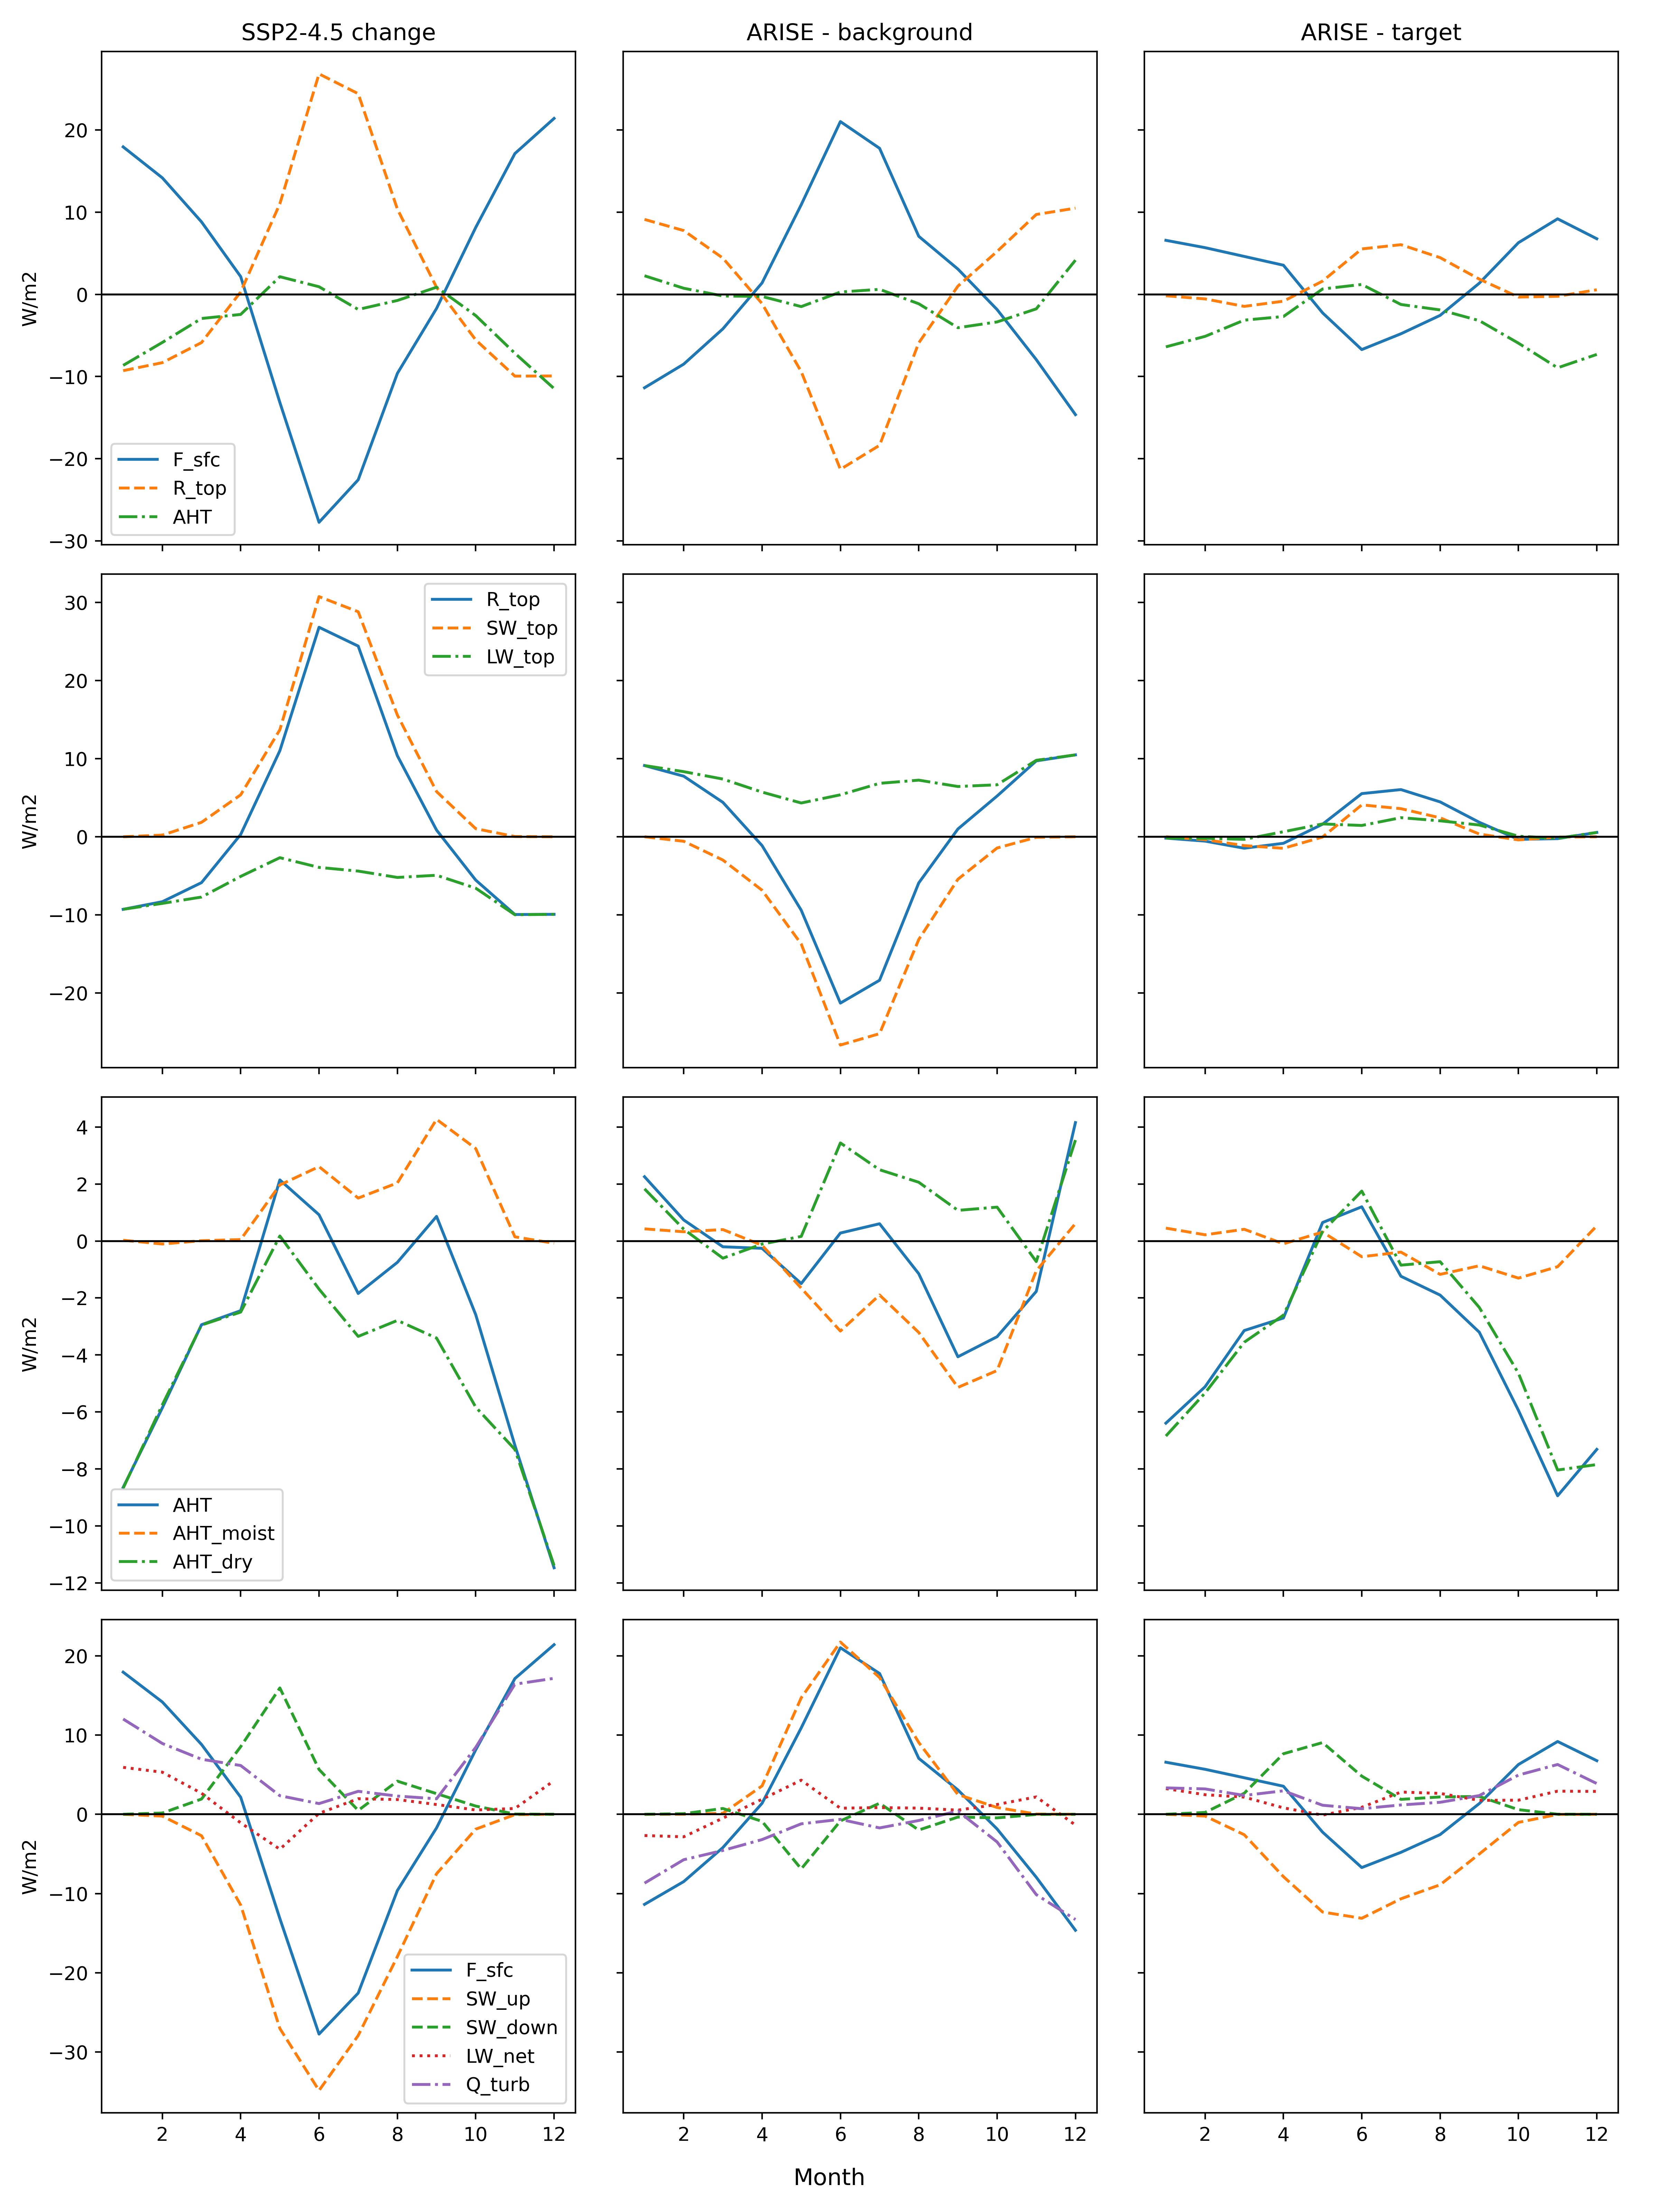 SSP2-4.5 change
ARISE - background
ARISE - target
W/m2
20
10
0
−10
−20
−30
F_sfc
R_top
AHT
W/m2
30
20
10
0
−10
−20
R_top
SW_top
LW_top
W/m2
4
2
0
−2
−4
−6
−8
−10
−12
AHT
AHT_moist
AHT_dry
W/m2
20
10
0
−10
−20
−30
F_sfc
SW_up
SW_down
LW_net
Q_turb
2 4 6 8 10 12
2 4 6 8 10 12
2 4 6 8 10 12
Month